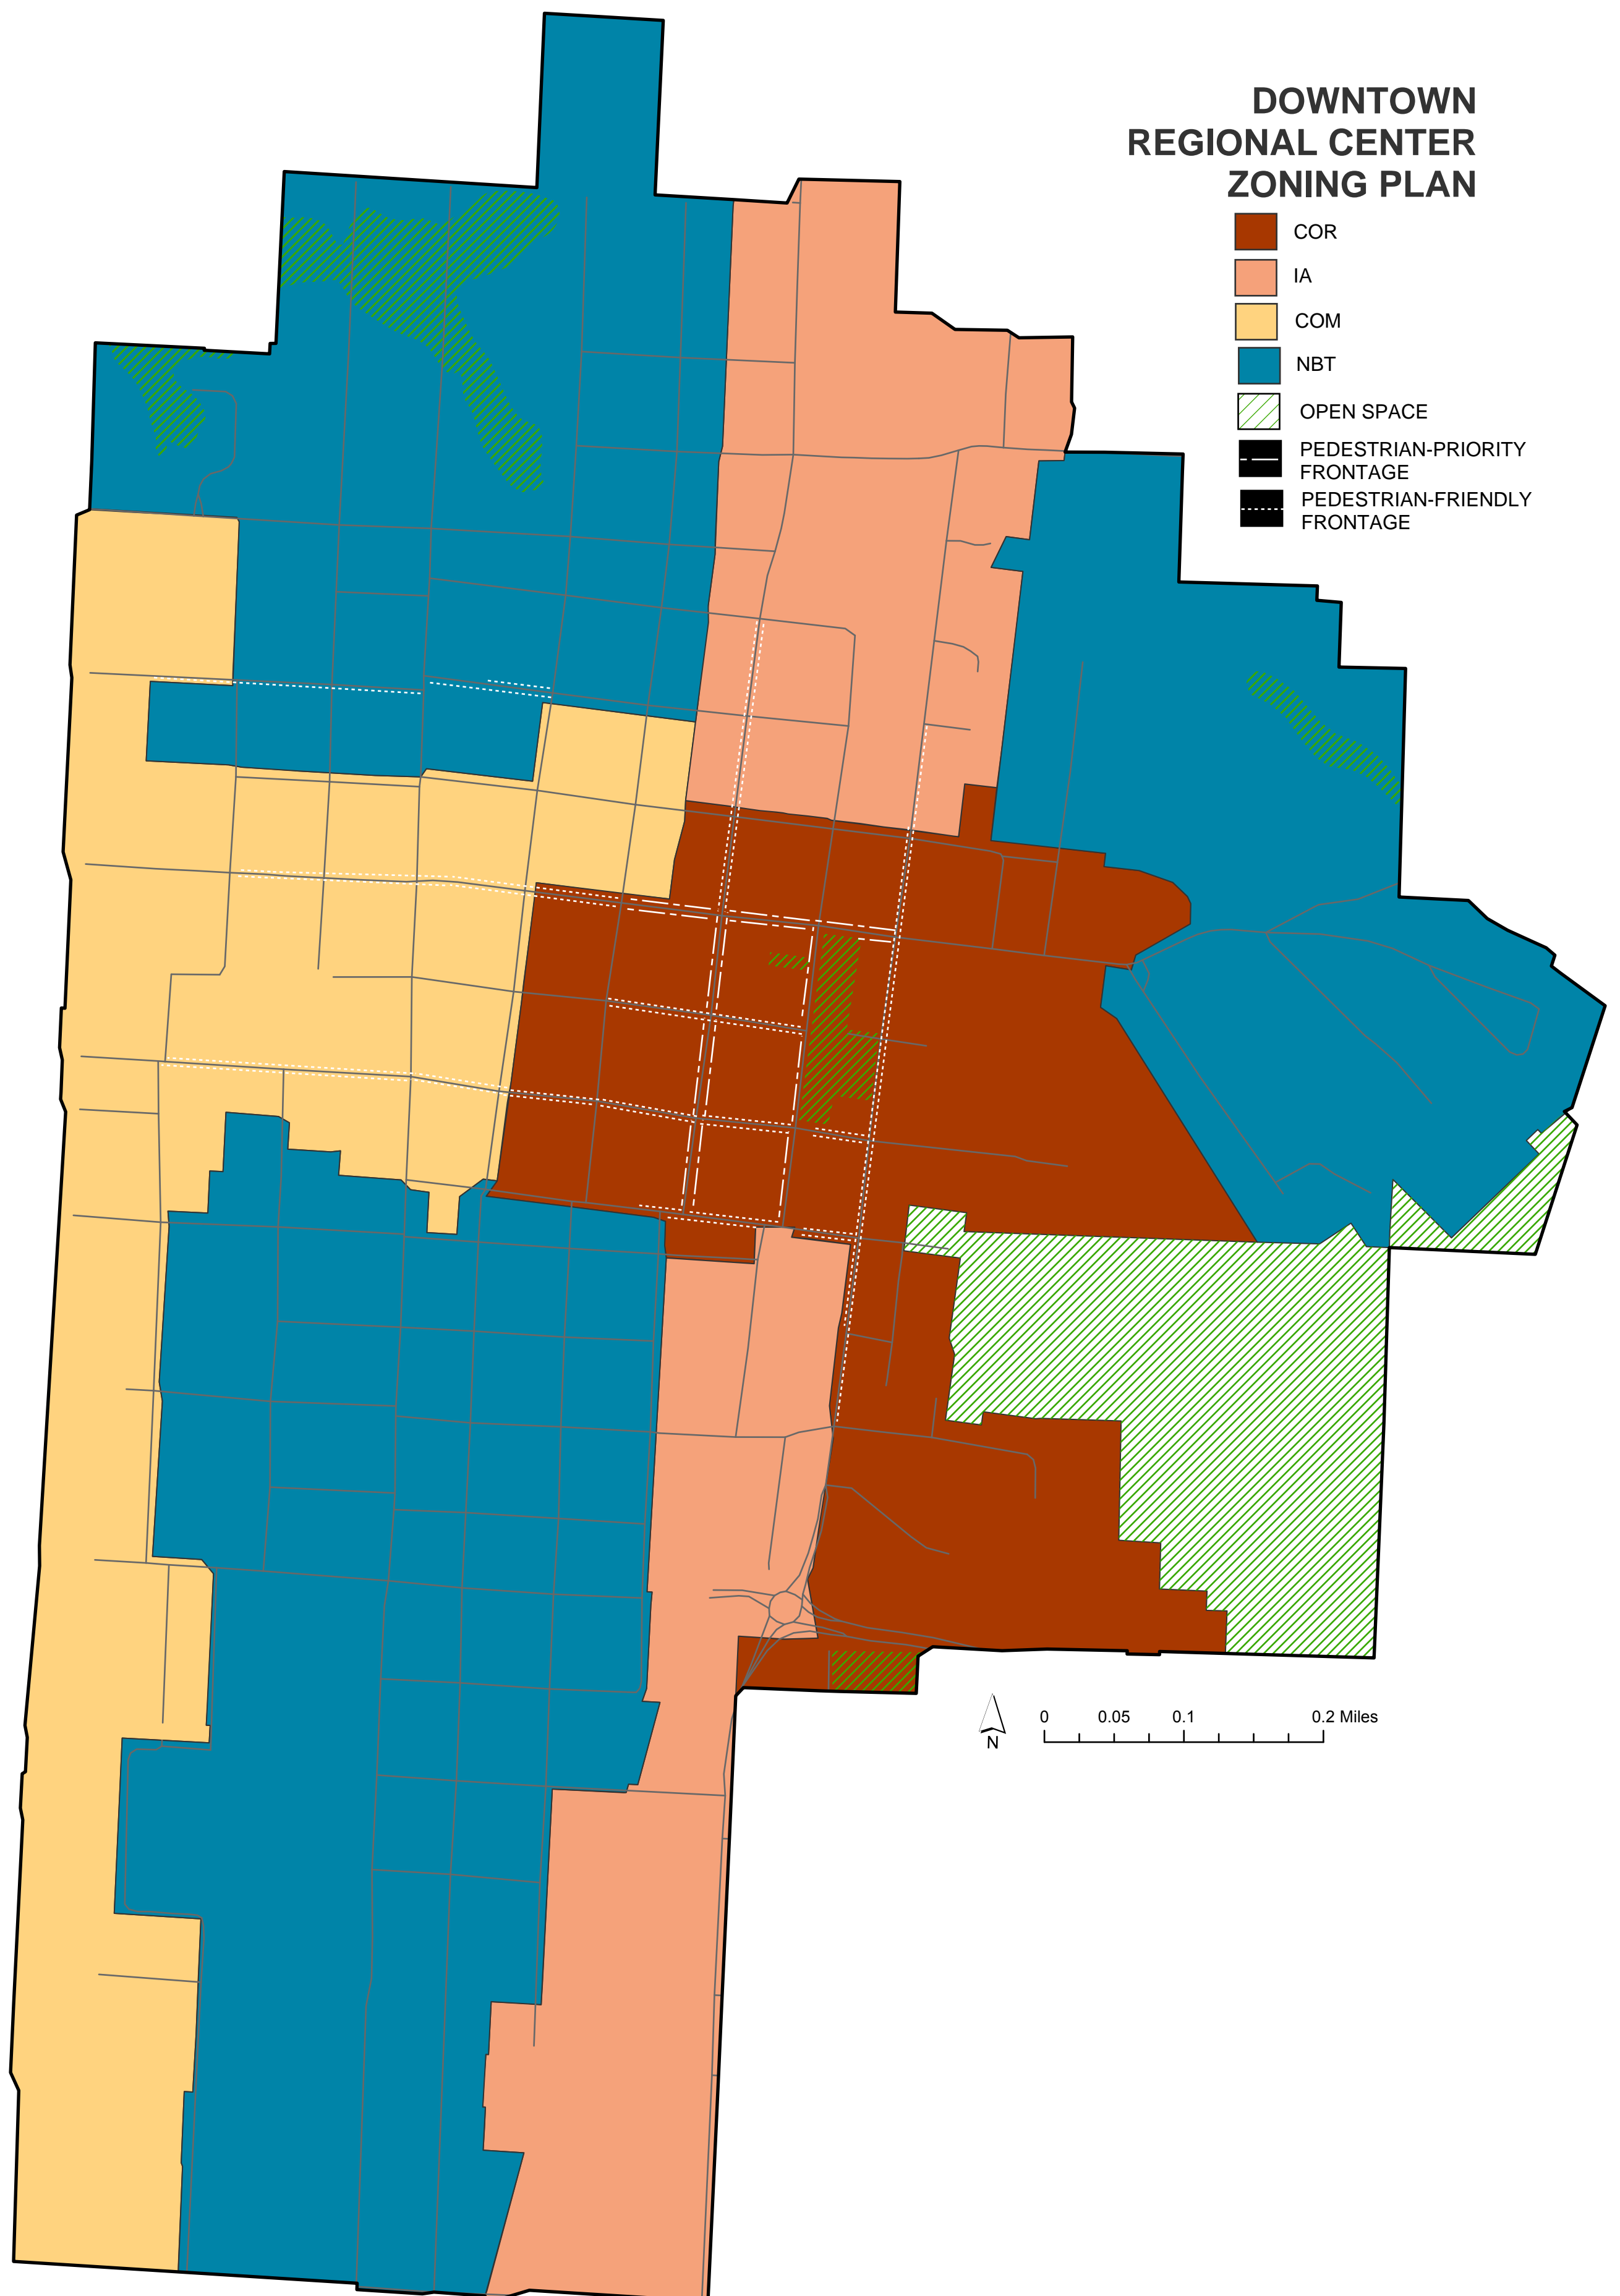 DOWNTOWN
REGIONAL CENTER
ZONING PLAN
COR
IA
COM
NBT
OPEN SPACE
PEDESTRIAN-PRIORITY
FRONTAGE
PEDESTRIAN-FRIENDLY
FRONTAGE
0 0.05 0.1 0.2 Miles
N